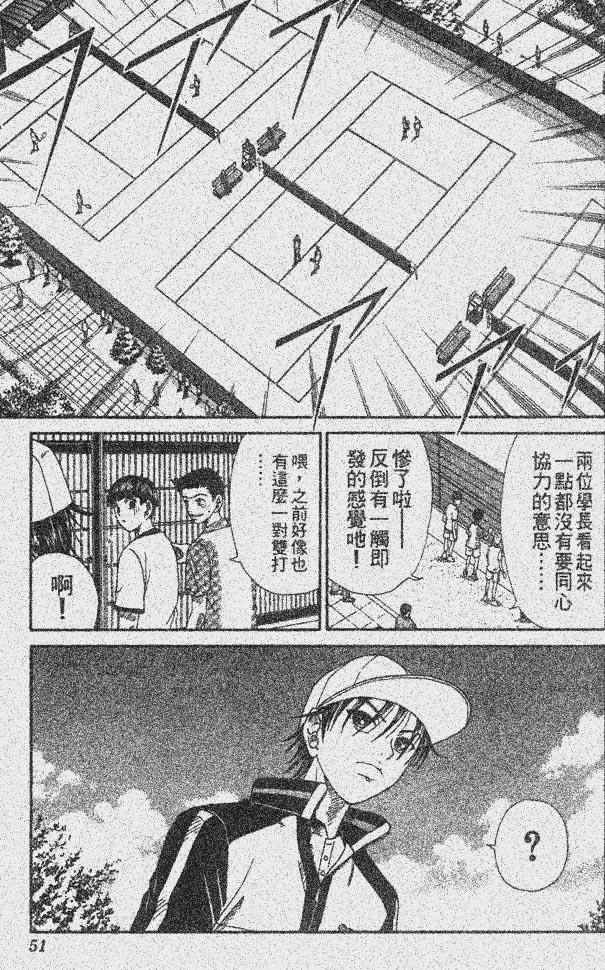 兩位學長看起來
一點都沒有要同心
協力的意思……
慘了啦——
反倒有一觸即
發的感覺吔！
喂，之前好像也
有這麼一對雙打
……
啊！
？
51